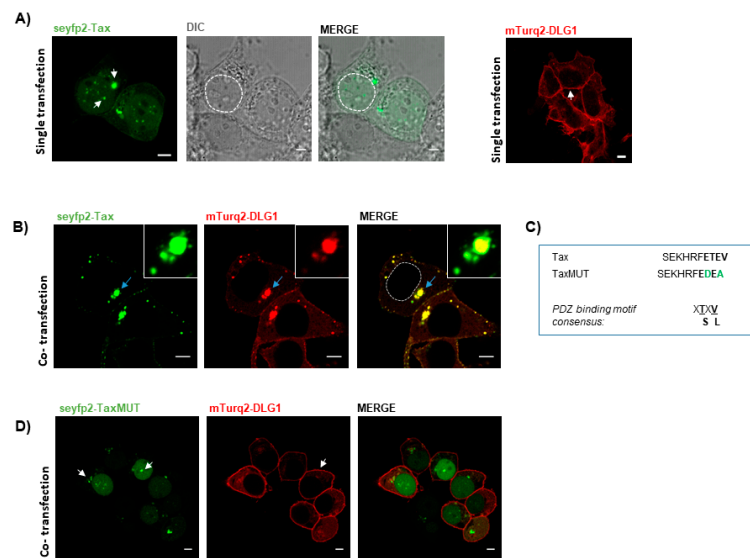 A)
seyfp2-Tax DIC MERGE mTurq2-DLG1
Single transfection
Single transfection
B)
seyfp2-Tax mTurq2-DLG1 MERGE
Co- transfection
C)
Tax SEKHRFETEV
TaxMUT SEKHRFEDEA
PDZ binding motif XTXV
consensus: S L
D)
seyfp2-TaxMUT mTurq2-DLG1 MERGE
Co- transfection